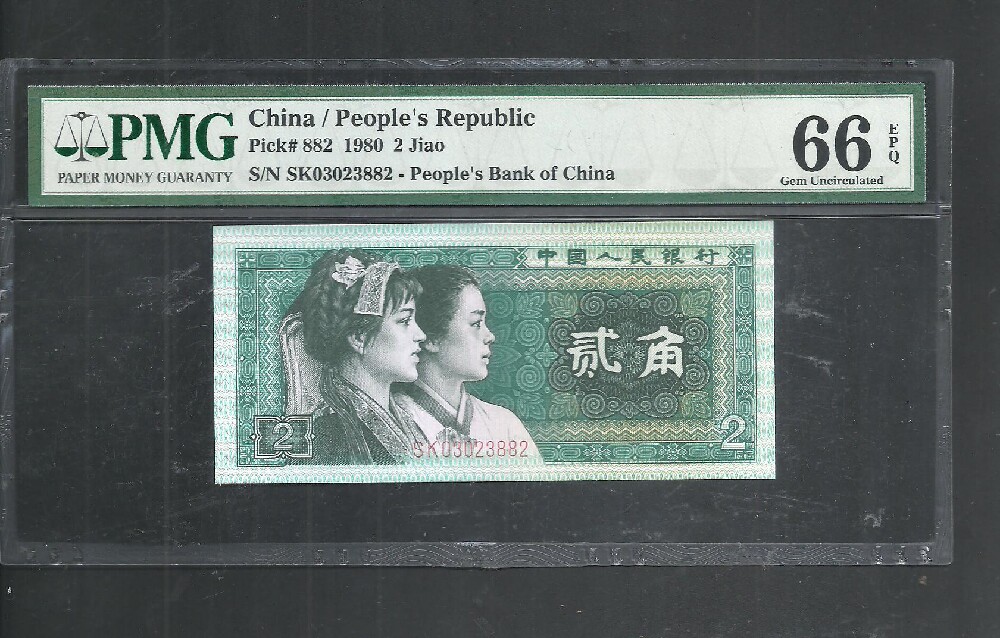 PMG
PAPER MONEY GUARANTY
China / People's Republic
Pick# 882 1980 2 Jiao
S/N SK03023882 - People's Bank of China
66 EPQ
Gem Uncirculated
中国人民银行
贰角
2
2
SK03023882